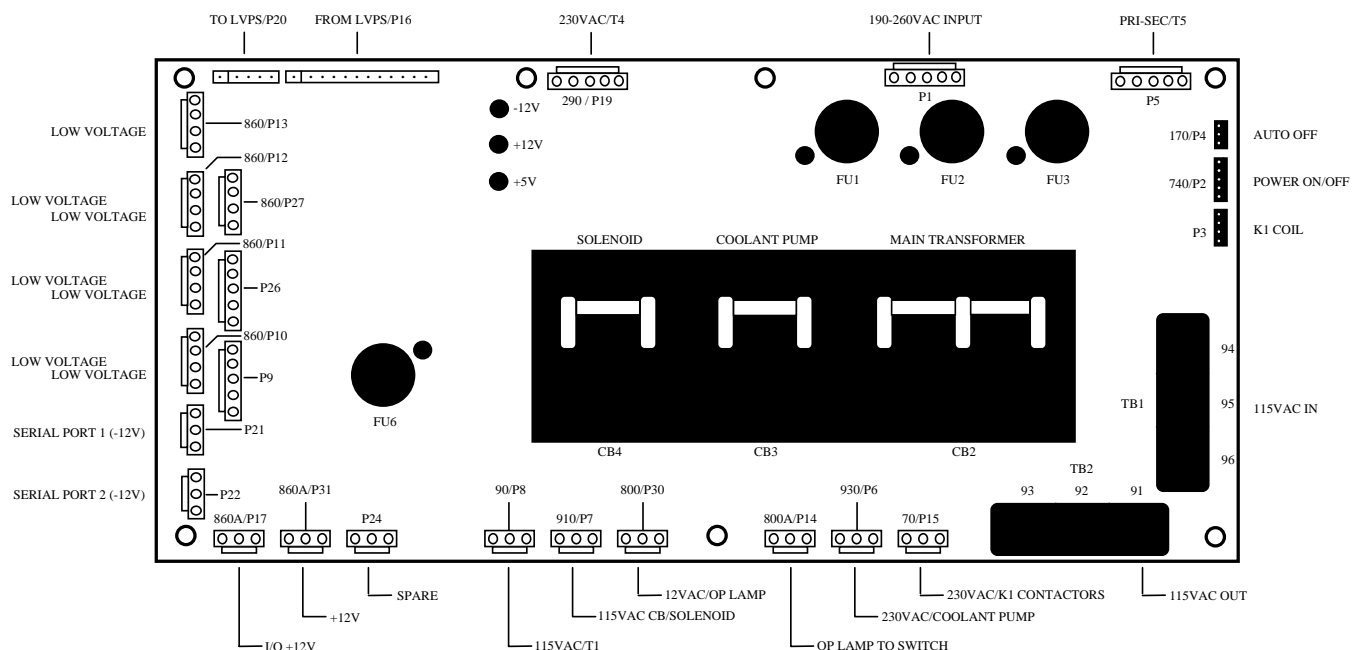 TO LVPS/P20
FROM LVPS/P16
230VAC/T4
190-260VAC INPUT
PRI-SEC/T5
290 / P19
P1
P5
-12V
+12V
+5V
FU1
FU2
FU3
LOW VOLTAGE
860/P13
860/P12
170/P4
AUTO OFF
LOW VOLTAGE
LOW VOLTAGE
860/P27
740/P2
POWER ON/OFF
P3
K1 COIL
860/P11
SOLENOID
COOLANT PUMP
MAIN TRANSFORMER
LOW VOLTAGE
LOW VOLTAGE
P26
860/P10
LOW VOLTAGE
LOW VOLTAGE
P9
FU6
94
TB1
95
115VAC IN
96
SERIAL PORT 1 (-12V)
P21
CB4
CB3
CB2
TB2
SERIAL PORT 2 (-12V)
P22
860A/P31
90/P8
800/P30
930/P6
93
92
91
860A/P17
P24
910/P7
800A/P14
70/P15
SPARE
12VAC/OP LAMP
230VAC/K1 CONTACTORS
115VAC OUT
+12V
115VAC CB/SOLENOID
230VAC/COOLANT PUMP
I/O +12V
115VAC/T1
OP LAMP TO SWITCH